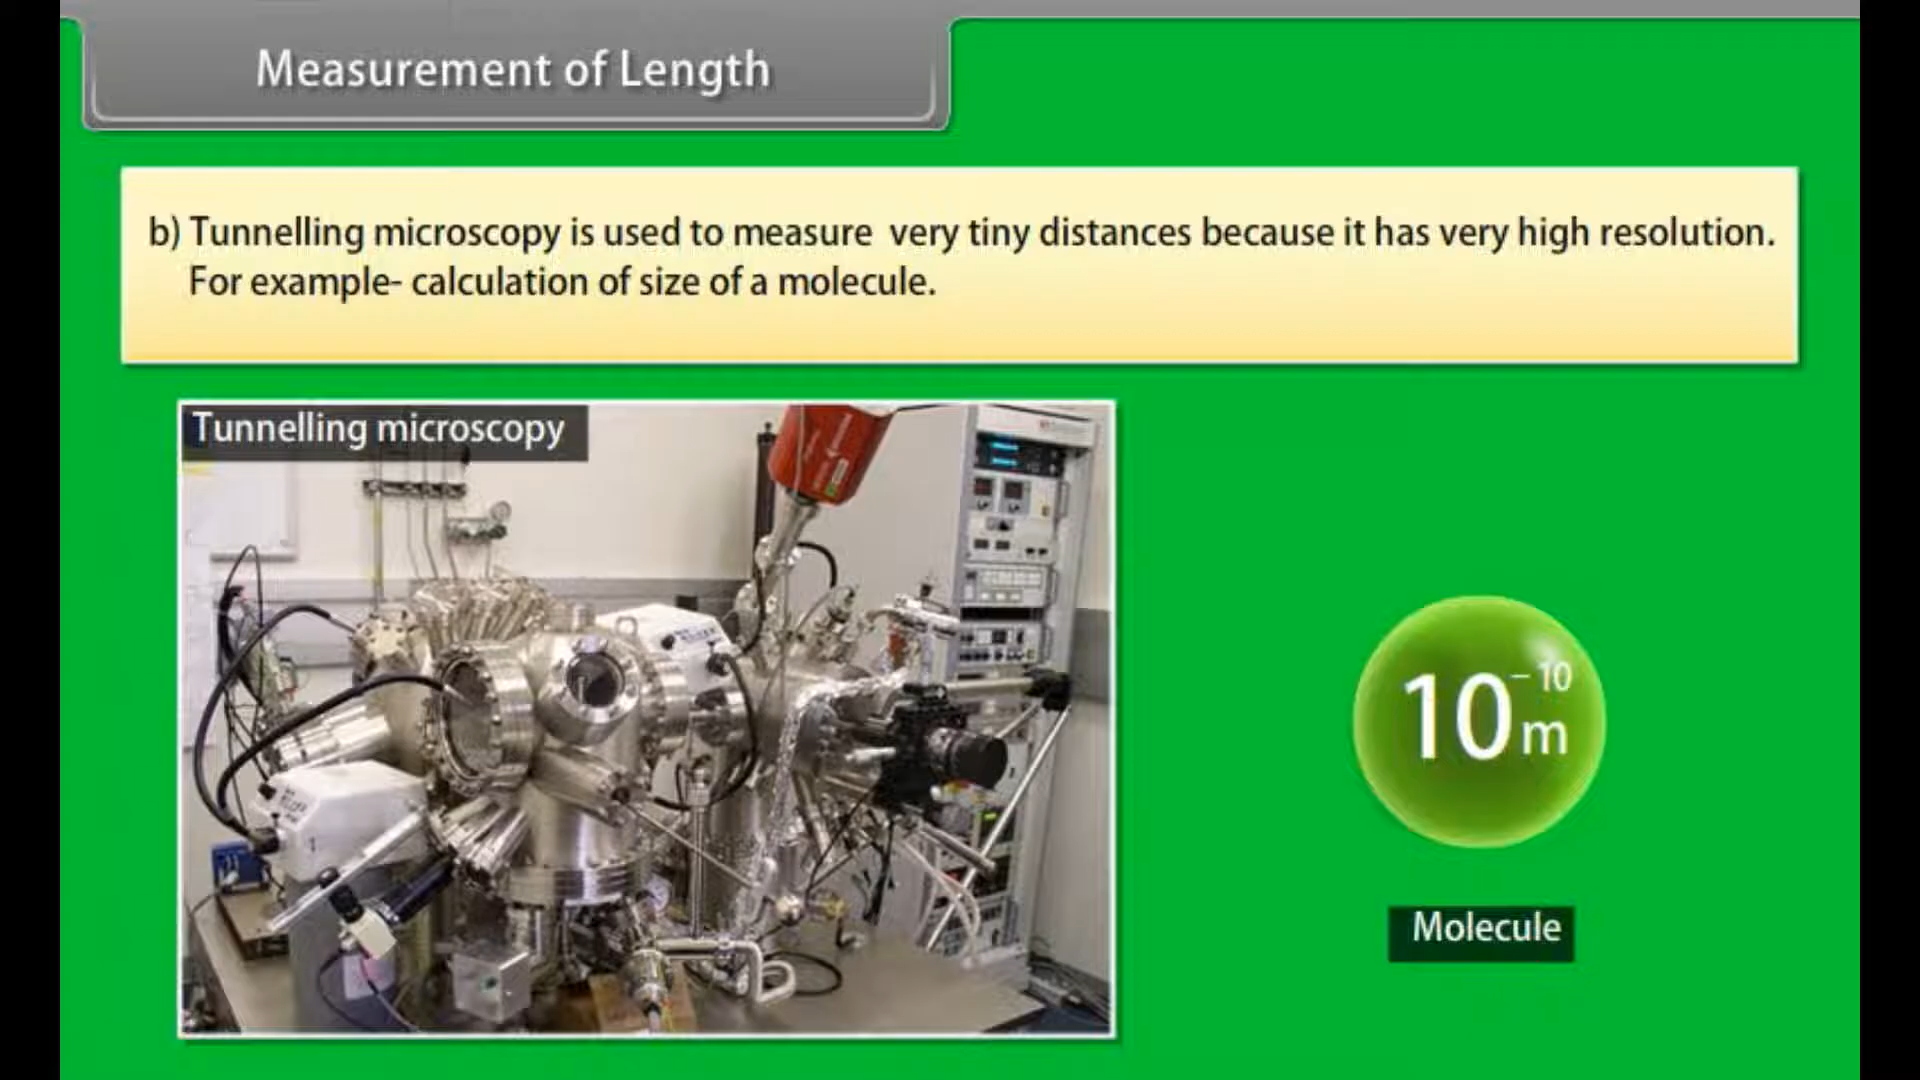 Measurement of Length
b) Tunnelling microscopy is used to measure  very tiny distances because it has very high resolution.
For example- calculation of size of a molecule.
Tunnelling microscopy
10⁻¹⁰ m
Molecule